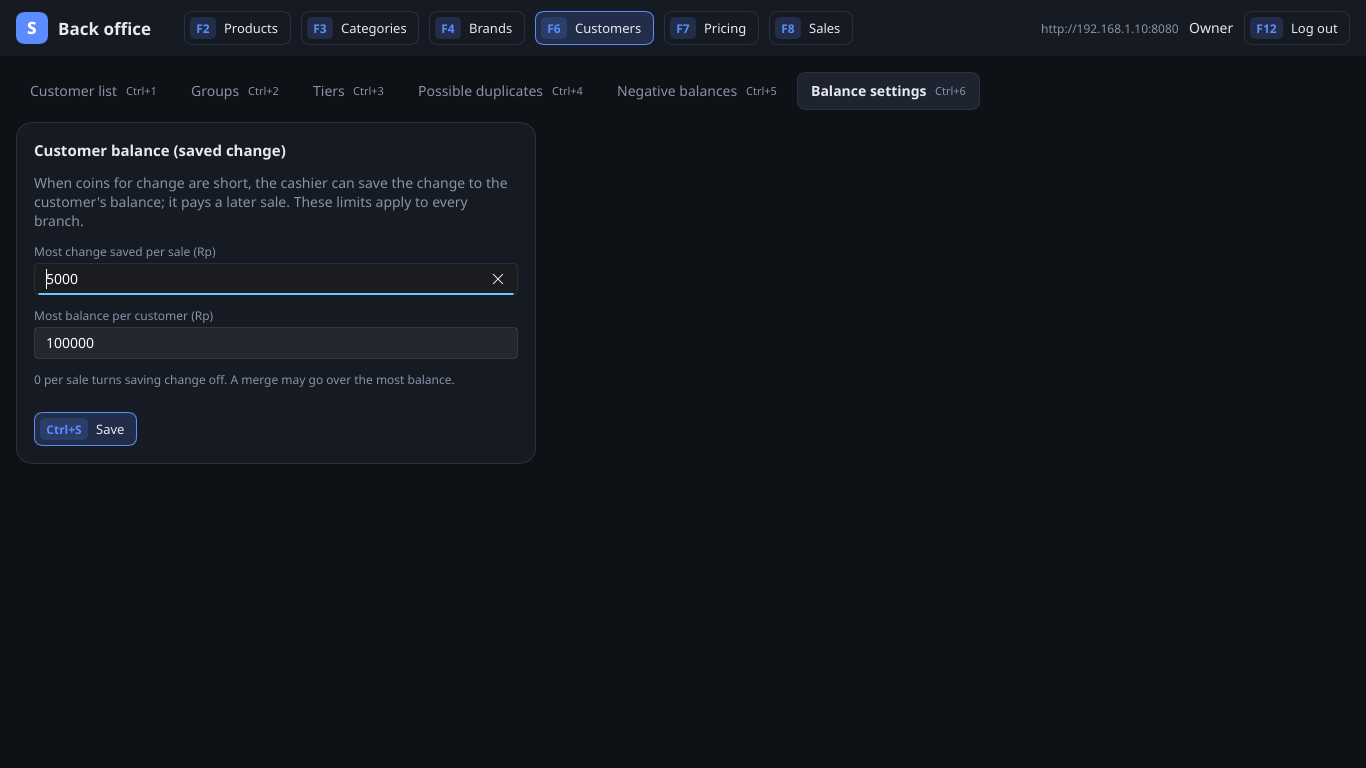 S Back office F2 Products F3 Categories F4 Brands F6 Customers F7 Pricing F8 Sales http://192.168.1.10:8080 Owner F12 Log out
Customer list Ctrl+1 Groups Ctrl+2 Tiers Ctrl+3 Possible duplicates Ctrl+4 Negative balances Ctrl+5 Balance settings Ctrl+6
Customer balance (saved change)
When coins for change are short, the cashier can save the change to the
customer's balance; it pays a later sale. These limits apply to every
branch.
Most change saved per sale (Rp)
5000
Most balance per customer (Rp)
100000
0 per sale turns saving change off. A merge may go over the most balance.
Ctrl+S Save